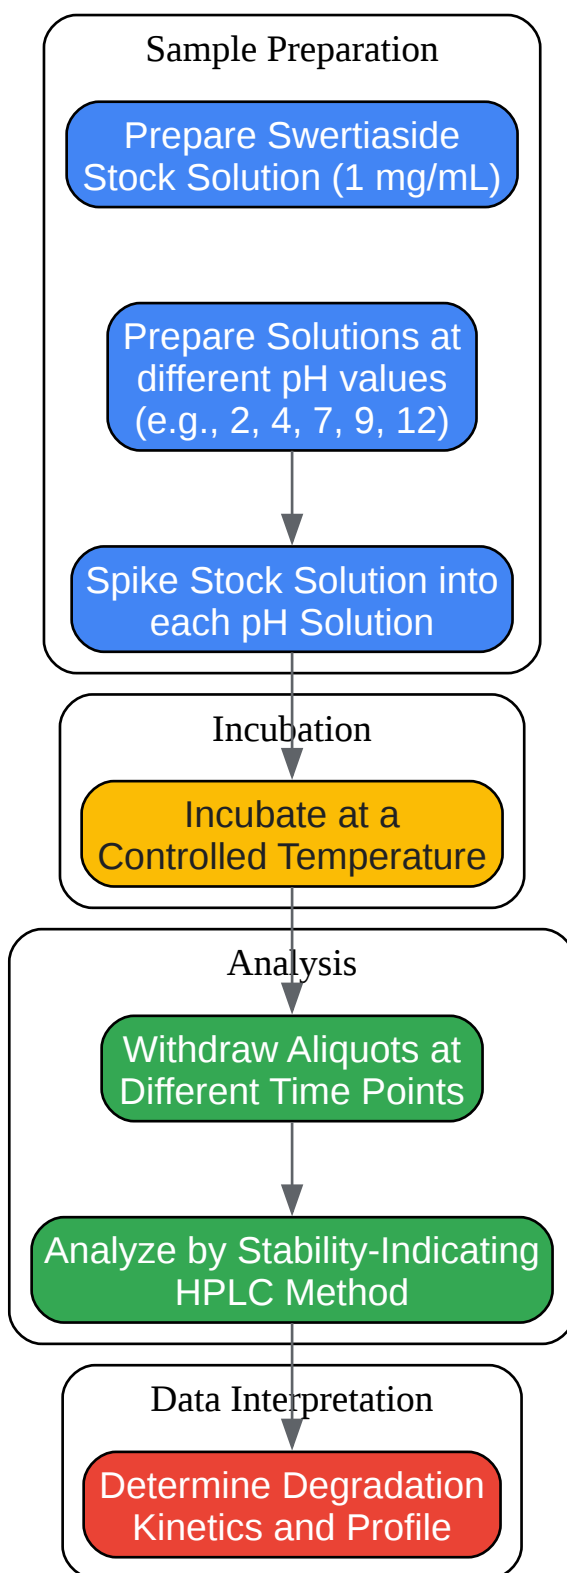 Sample Preparation
Prepare Swertiaside
Stock Solution (1 mg/mL)
Prepare Solutions at
different pH values
(e.g., 2, 4, 7, 9, 12)
Spike Stock Solution into
each pH Solution
Incubation
Incubate at a
Controlled Temperature
Analysis
Withdraw Aliquots at
Different Time Points
Analyze by Stability-Indicating
HPLC Method
Data Interpretation
Determine Degradation
Kinetics and Profile